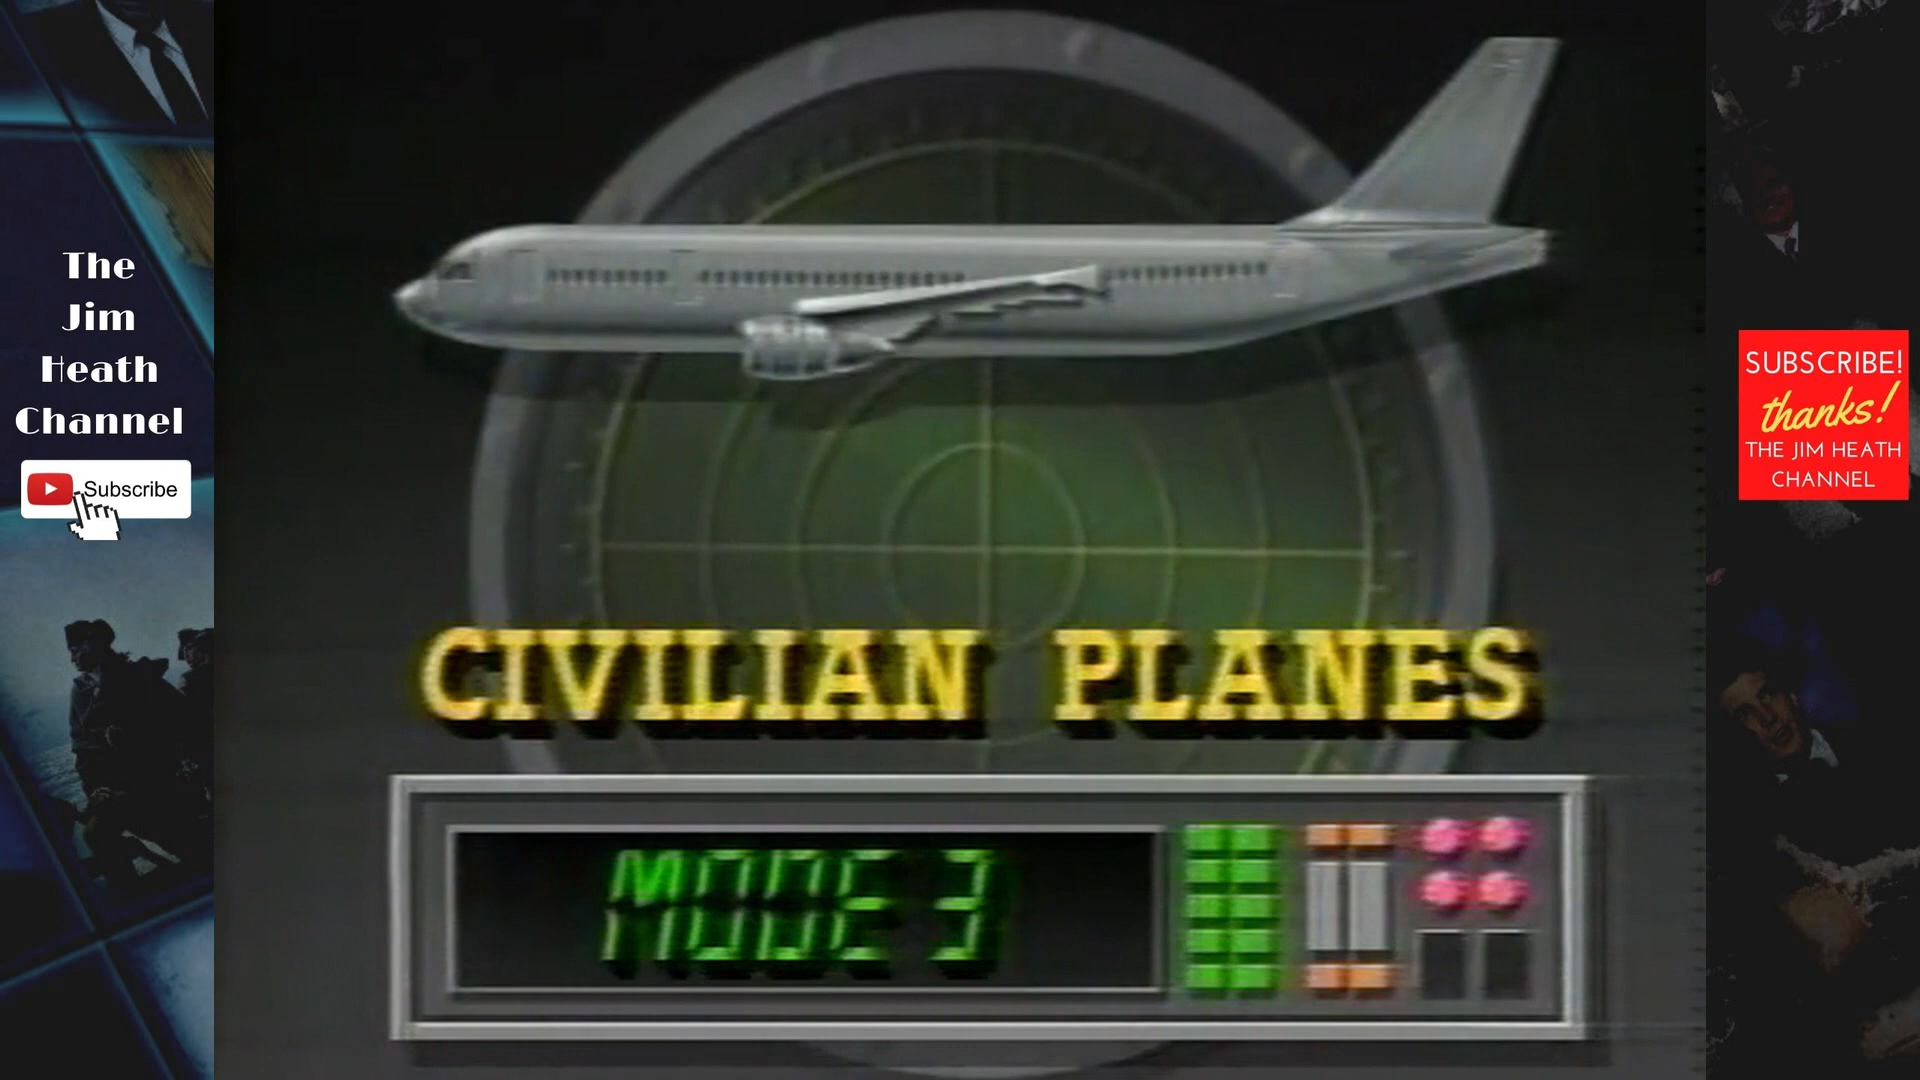 The
Jim
Heath
Channel
Subscribe
CIVILIAN PLANES
MODE 3
SUBSCRIBE!
thanks!
THE JIM HEATH
CHANNEL